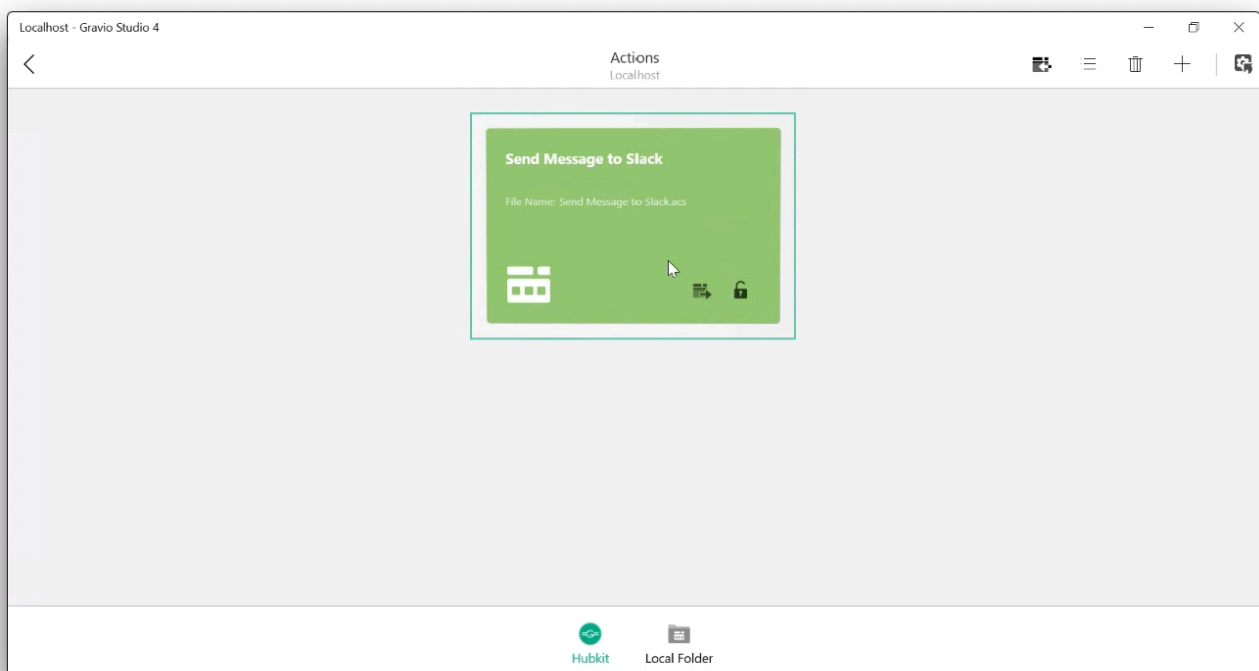 Localhost - Gravio Studio 4
Actions
Localhost
Send Message to Slack
File Name: Send Message to Slack.acs
Hubkit
Local Folder